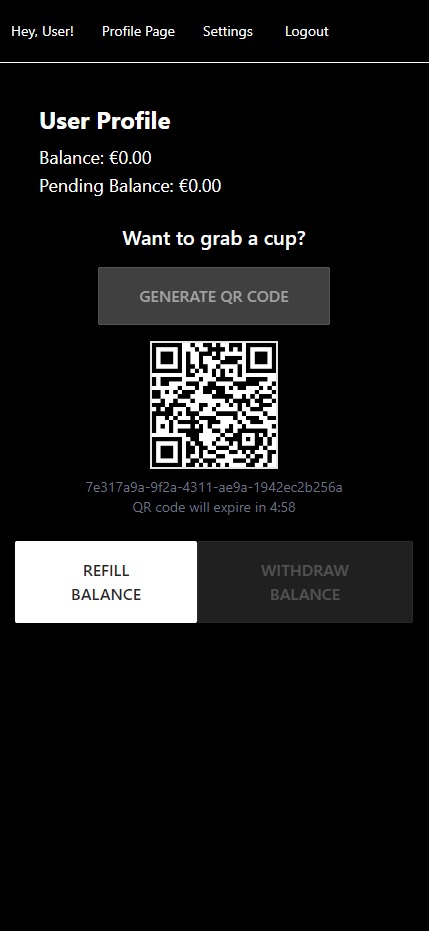 Hey, User! Profile Page Settings Logout
User Profile
Balance: €0.00
Pending Balance: €0.00
Want to grab a cup?
GENERATE QR CODE
7e317a9a-9f2a-4311-ae9a-1942ec2b256a
QR code will expire in 4:58
REFILL
BALANCE
WITHDRAW
BALANCE